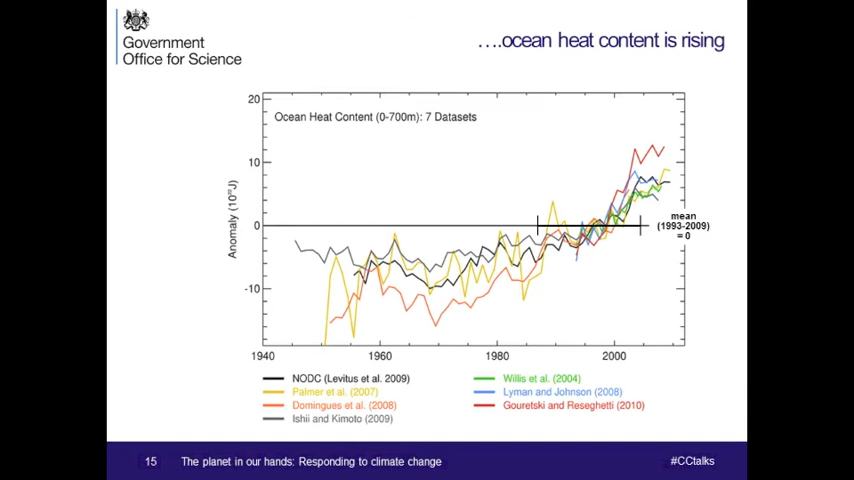 Government
Office for Science
….ocean heat content is rising
Ocean Heat Content (0-700m): 7 Datasets
20
10
0
-10
Anomaly (10²²J)
mean
(1993-2009)
= 0
1940
1960
1980
2000
NODC (Levitus et al. 2009)
Palmer et al. (2007)
Domingues et al. (2008)
Ishii and Kimoto (2009)
Willis et al. (2004)
Lyman and Johnson (2008)
Gouretski and Reseghetti (2010)
15
The planet in our hands: Responding to climate change
#CCtalks